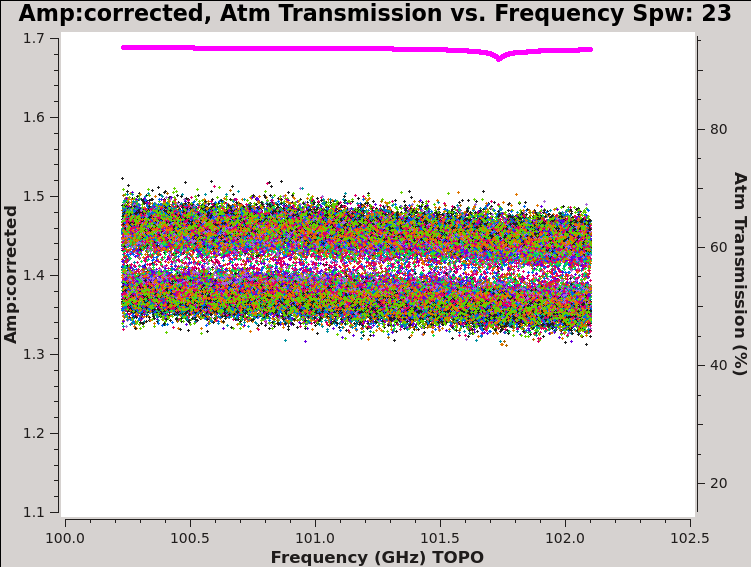 Amp:corrected, Atm Transmission vs. Frequency Spw: 23
1.7
1.6
1.5
1.4
1.3
1.2
1.1
Amp:corrected
80
60
40
20
Atm Transmission (%)
100.0 100.5 101.0 101.5 102.0 102.5
Frequency (GHz) TOPO